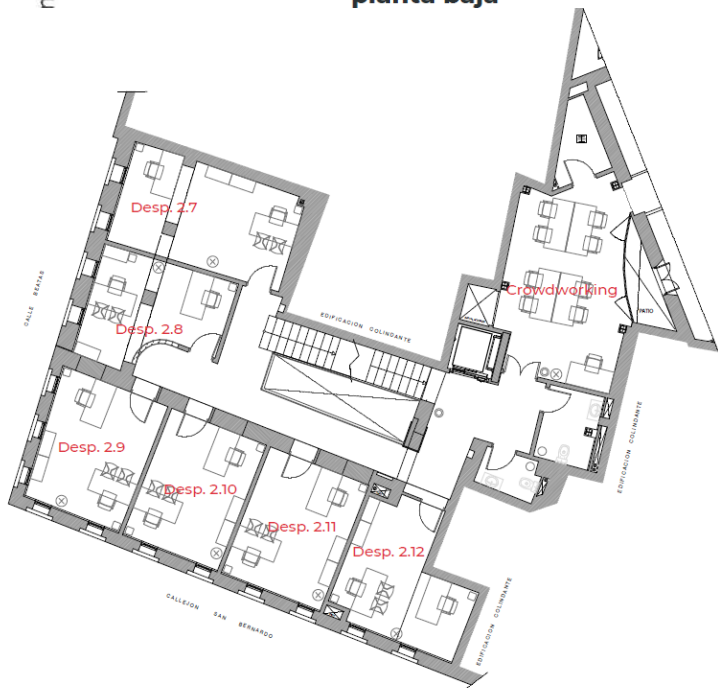 planta baja
Desp. 2.7
CALLE BEATAS
Desp. 2.8
EDIFICACION COLINDANTE
Crowdworking
PATIO
Desp. 2.9
Desp. 2.10
Desp. 2.11
Desp. 2.12
EDIFICACION COLINDANTE
CALLEJON SAN BERNARDO
EDIFICACION COLINDANTE